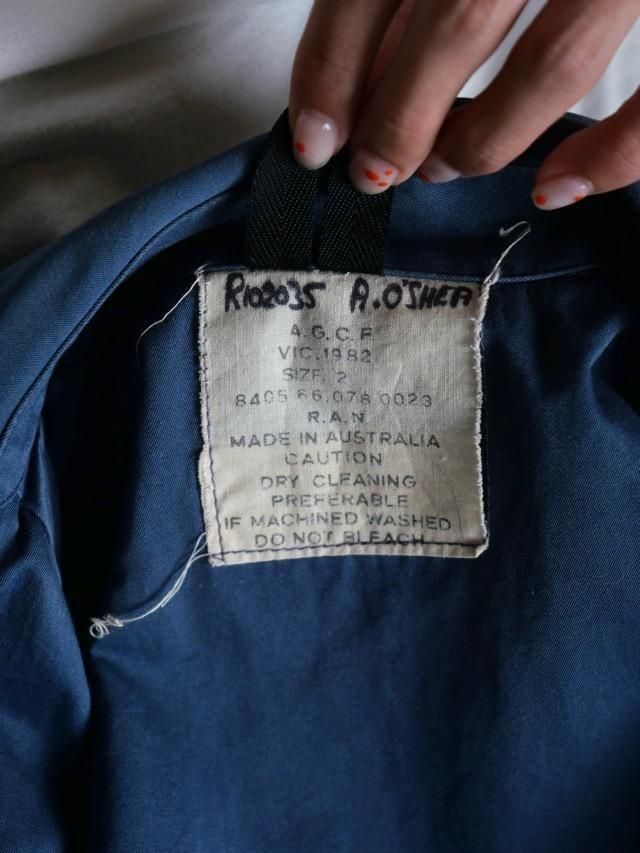 R102035 A.O'SHEA
A.G.C.F.
VIC.1982
SIZE. 2
8405 66.078.0023
R.A.N.
MADE IN AUSTRALIA
CAUTION
DRY CLEANING
PREFERABLE
IF MACHINED WASHED
DO NOT BLEACH